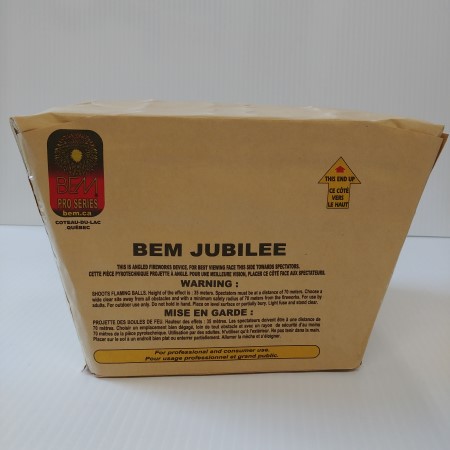 BEM
PRO SERIES
bem.ca
COTEAU-DU-LAC
QUÉBEC
THIS END UP
CE CÔTÉ
VERS
LE HAUT
BEM JUBILEE
THIS IS ANGLED FIREWORKS DEVICE, FOR BEST VIEWING FACE THIS SIDE TOWARDS SPECTATORS.
CETTE PIÈCE PYROTECHNIQUE PROJETTE À ANGLE POUR UNE MEILLEURE VISION, PLACER CE CÔTÉ FACE AUX SPECTATEURS.
WARNING :
SHOOTS FLAMING BALLS. Height of the effect is : 35 meters. Spectators must be at a distance of 70 meters. Choose a
wide clear site away from all obstacles and with a minimum safety radius of 70 meters from the fireworks. For use by
adults. For outdoor use only. Do not hold in hand. Place on level surface or partially bury. Light fuse and stand clear.
MISE EN GARDE :
PROJETTE DES BOULES DE FEU. Hauteur des effets : 35 mètres. Les spectateurs doivent être à une distance de
70 mètres. Choisir un emplacement bien dégagé, loin de tout obstacle et avec un rayon de sécurité d'au moins
70 mètres de la pièce pyrotechnique. Utilisation par des adultes. N'utiliser qu'à l'extérieur. Ne pas tenir dans la main.
Placer sur le sol à un endroit bien plat ou enterrer partiellement. Allumer la mèche et s'éloigner.
For professional and consumer use.
Pour usage professionnel et grand public.